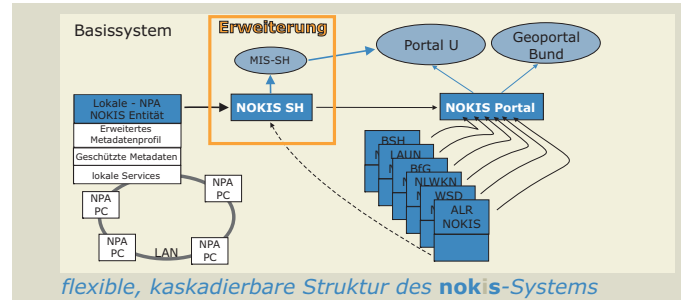 Basissystem
Erweiterung
Portal U
Geoportal
Bund
MIS-SH
Lokale - NPA
NOKIS Entität
NOKIS SH
NOKIS Portal
Erweitertes
Metadatenprofil
Geschützte Metadaten
lokale Services
BSH
LAUN
BfG
NLWKN
WSD
ALR
NOKIS
NPA
PC
NPA
PC
NPA
PC
NPA
PC
LAN
flexible, kaskadierbare Struktur des nokis-Systems